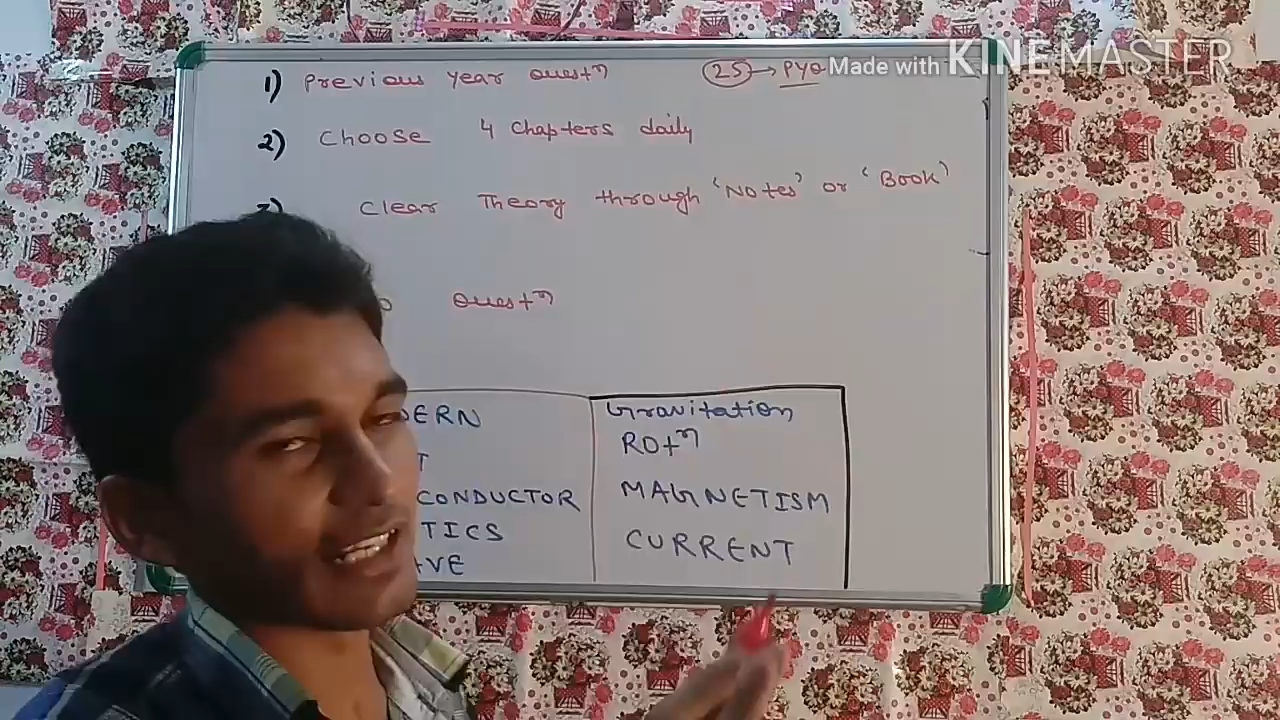 1) Previous year Questn (25) → PYQ
Made with KINEMASTER
2) Choose 4 Chapters daily
Clear Theory through 'Notes' or 'Book'
Questn
DERN
T
CONDUCTOR
TICS
AVE
Gravitation
ROtn
MAGNETISM
CURRENT